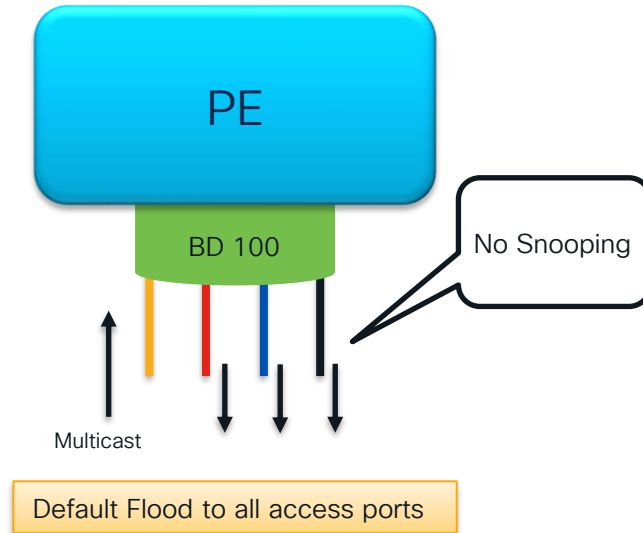 PE
BD 100
No Snooping
Multicast
Default Flood to all access ports